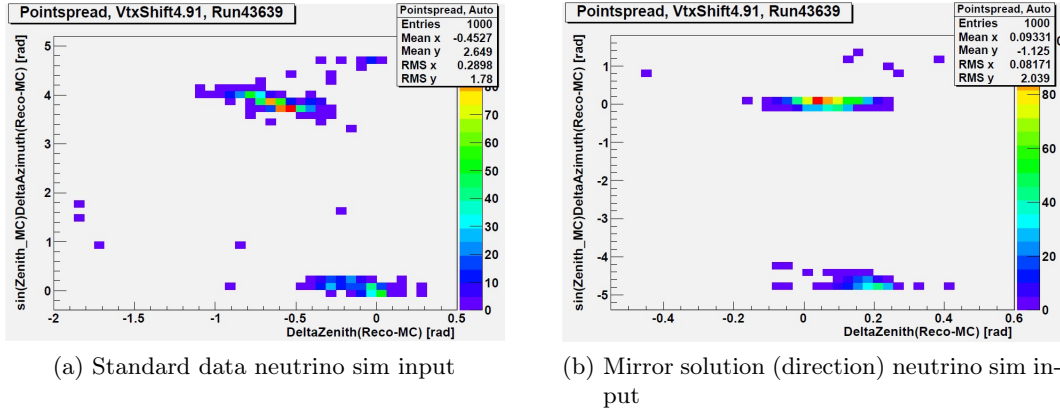 Pointspread, VtxShift4.91, Run43639
Pointspread, Auto
Entries 1000
Mean x -0.4527
Mean y 2.649
RMS x 0.2898
RMS y 1.78
sin(Zenith_MC)DeltaAzimuth(Reco-MC) [rad]
5
4
3
2
1
0
-2
-1.5
-1
-0.5
0
0.5
DeltaZenith(Reco-MC) [rad]
80
70
60
50
40
30
20
10
0
(a) Standard data neutrino sim input
Pointspread, VtxShift4.91, Run43639
Pointspread, Auto
Entries 1000
Mean x 0.09331
Mean y -1.125
RMS x 0.08171
RMS y 2.039
sin(Zenith_MC)DeltaAzimuth(Reco-MC) [rad]
1
0
-1
-2
-3
-4
-5
-0.4
-0.2
0
0.2
0.4
0.6
DeltaZenith(Reco-MC) [rad]
80
60
40
20
0
(b) Mirror solution (direction) neutrino sim in-
put